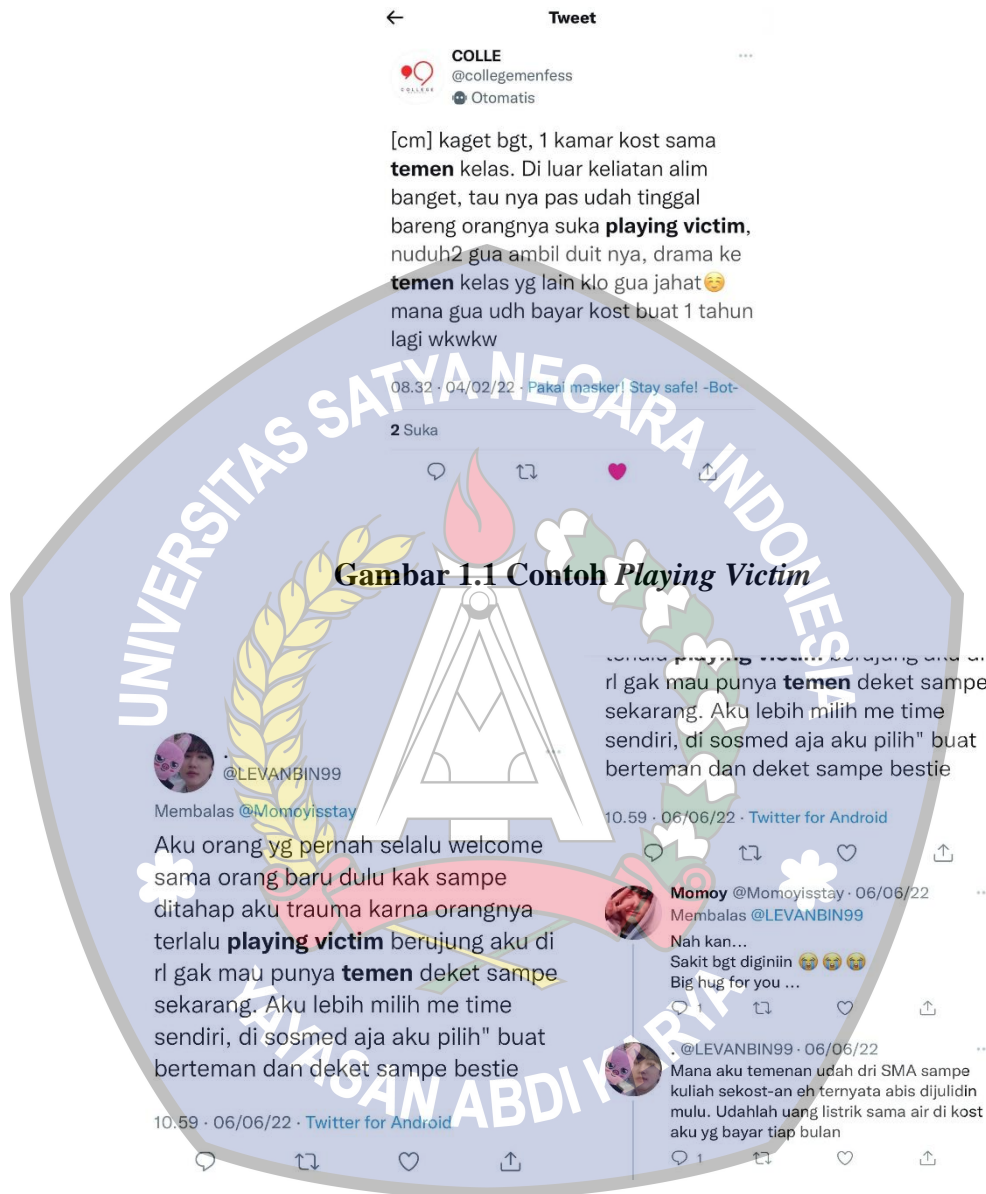 Tweet
COLLE
COLLEGE
@collegemenfess
Otomatis
[cm] kaget bgt, 1 kamar kost sama
temen kelas. Di luar keliatan alim
banget, tau nya pas udah tinggal
bareng orangnya suka playing victim,
nuduh2 gua ambil duit nya, drama ke
temen kelas yg lain klo gua jahat☺️
mana gua udh bayar kost buat 1 tahun
lagi wkwkw
08.32 · 04/02/22 · Pakai masker! Stay safe! -Bot-
2 Suka
UNIVERSITAS SATYA NEGARA INDONESIA
Gambar 1.1 Contoh Playing Victim
.
@LEVANBIN99
Membalas @Momoyisstay
Aku orang yg pernah selalu welcome
sama orang baru dulu kak sampe
ditahap aku trauma karna orangnya
terlalu playing victim berujung aku di
rl gak mau punya temen deket sampe
sekarang. Aku lebih milih me time
sendiri, di sosmed aja aku pilih" buat
berteman dan deket sampe bestie
10.59 · 06/06/22 · Twitter for Android
terlalu playing victim berujung aku di
rl gak mau punya temen deket sampe
sekarang. Aku lebih milih me time
sendiri, di sosmed aja aku pilih" buat
berteman dan deket sampe bestie
10.59 · 06/06/22 · Twitter for Android
Momoy @Momoyisstay · 06/06/22
Membalas @LEVANBIN99
Nah kan...
Sakit bgt diginiin 😭😭😭
Big hug for you ...
1
. @LEVANBIN99 · 06/06/22
Mana aku temenan udah dri SMA sampe
kuliah sekost-an eh ternyata abis dijulidin
mulu. Udahlah uang listrik sama air di kost
aku yg bayar tiap bulan
1
YAYASAN ABDI KARYA